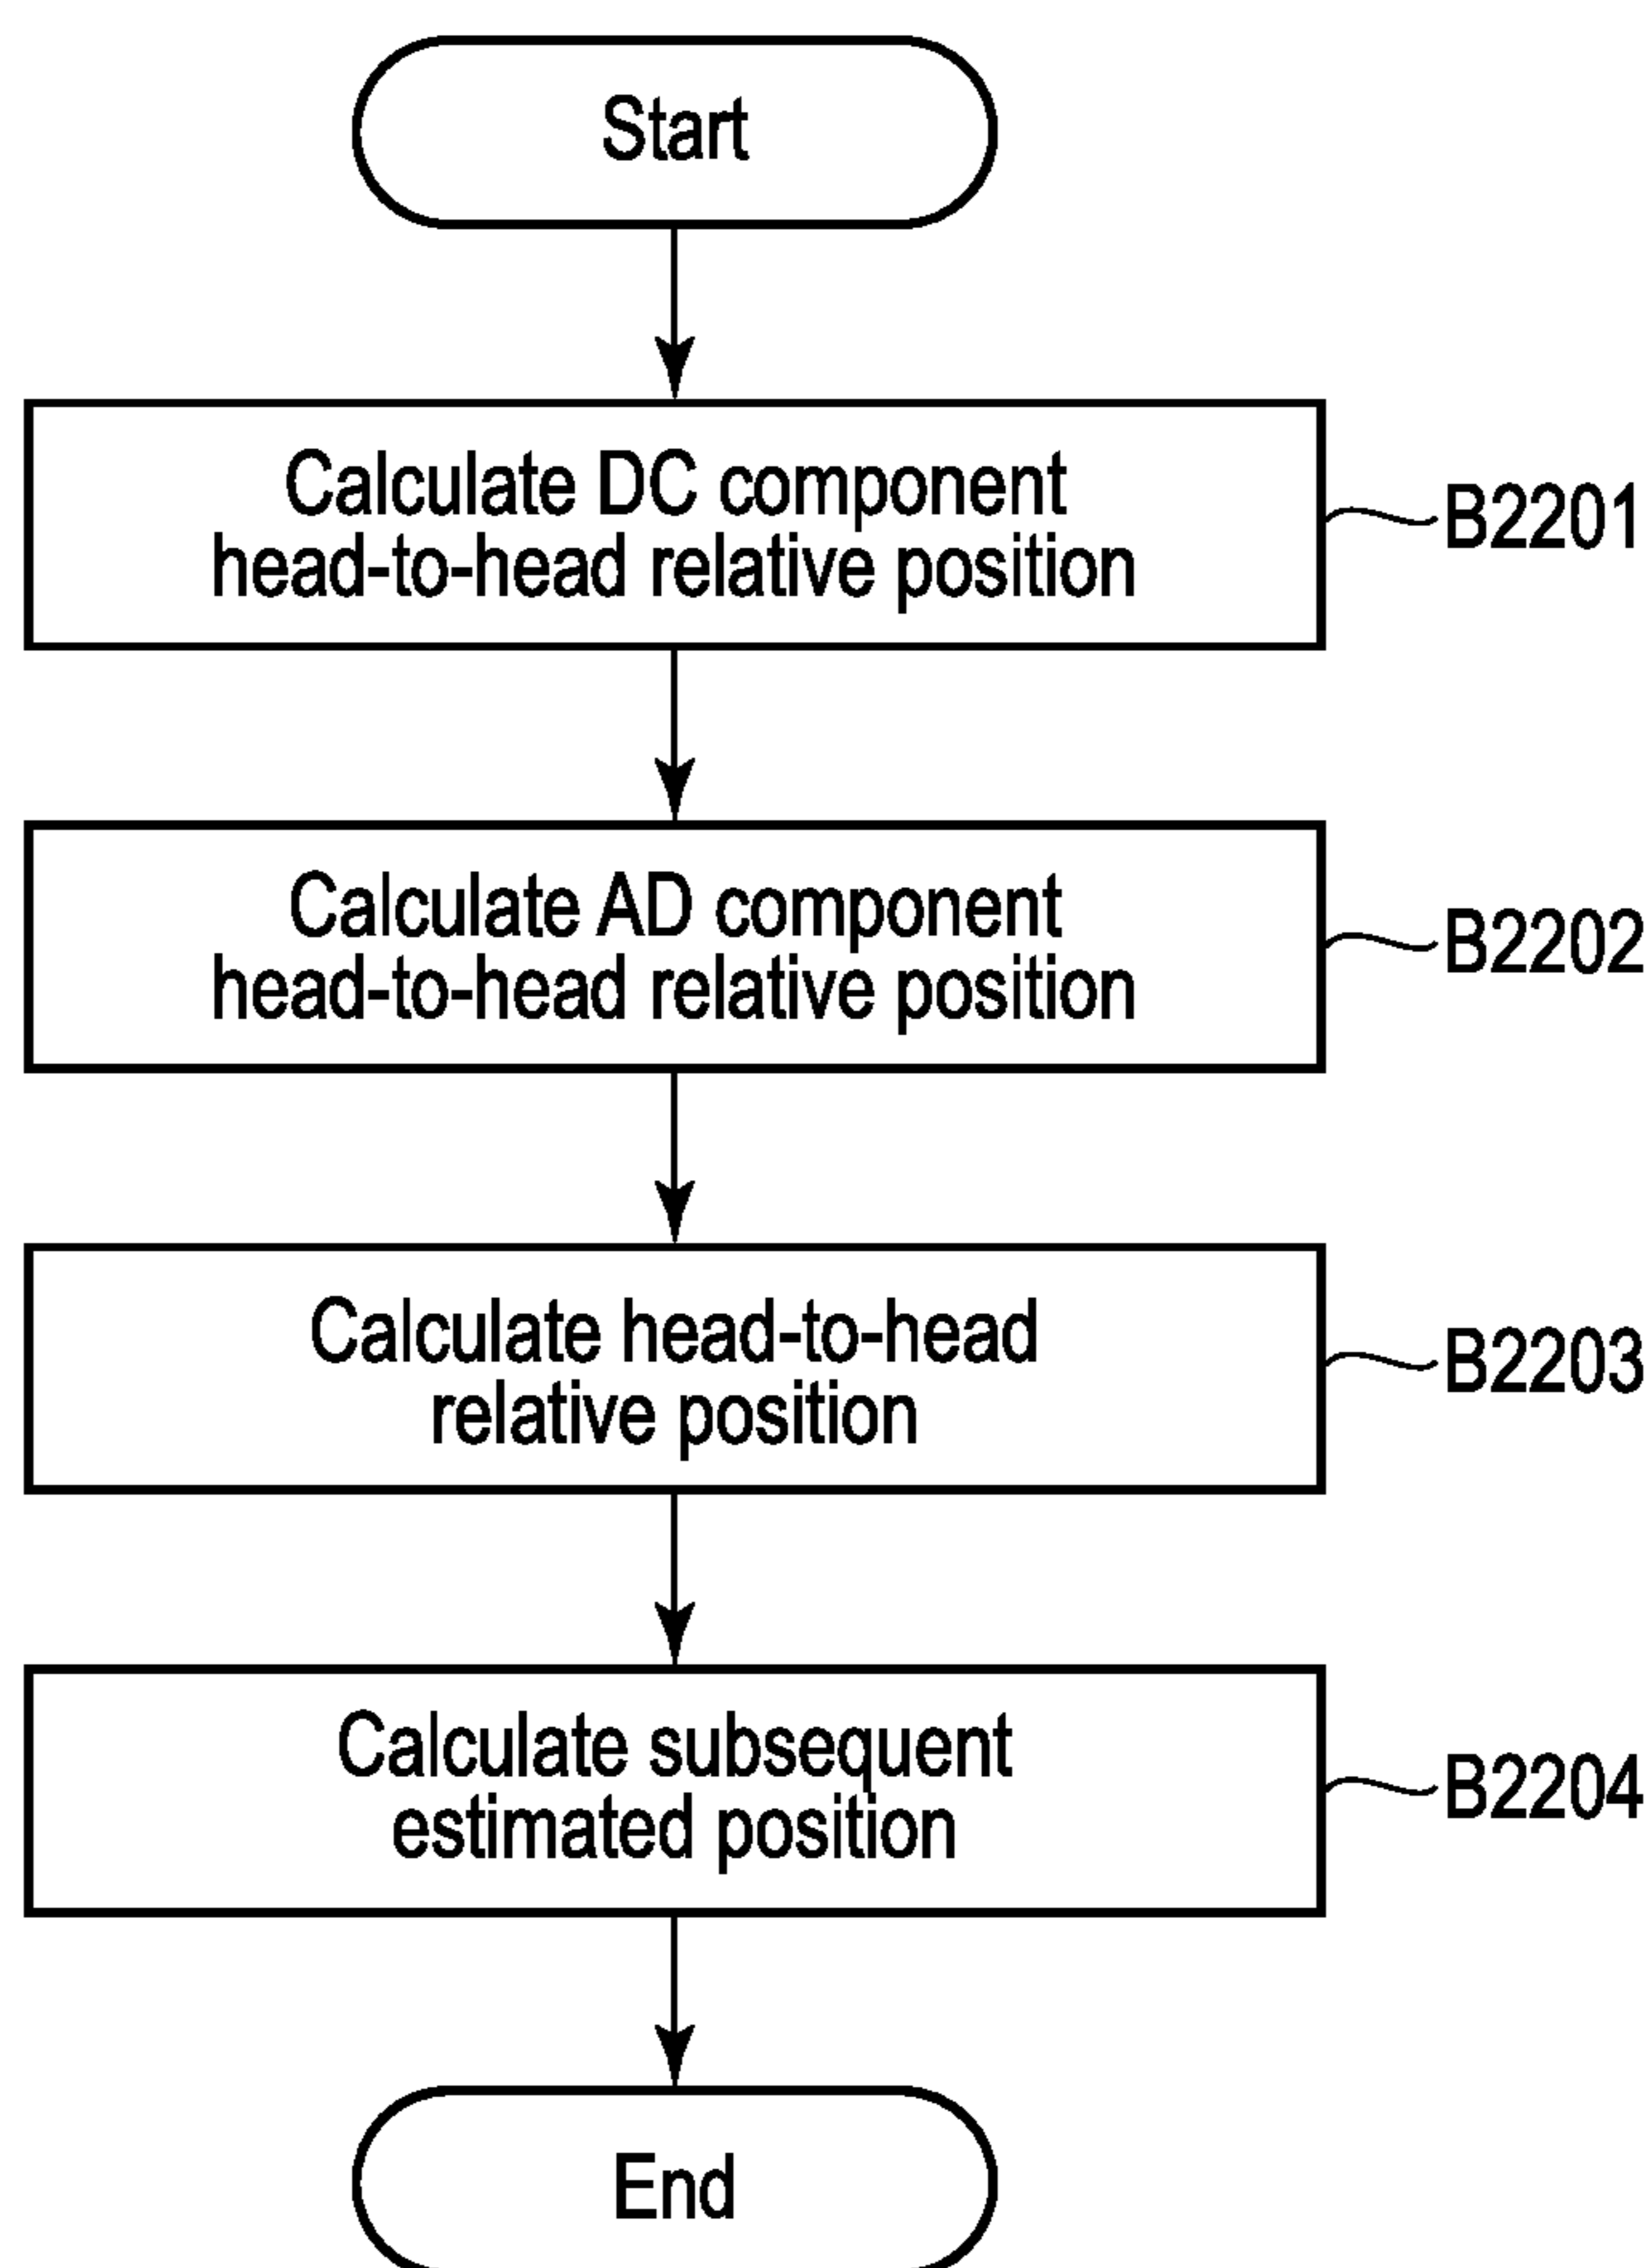 Start
Calculate DC component
head-to-head relative position
B2201
Calculate AD component
head-to-head relative position
B2202
Calculate head-to-head
relative position
B2203
Calculate subsequent
estimated position
B2204
End